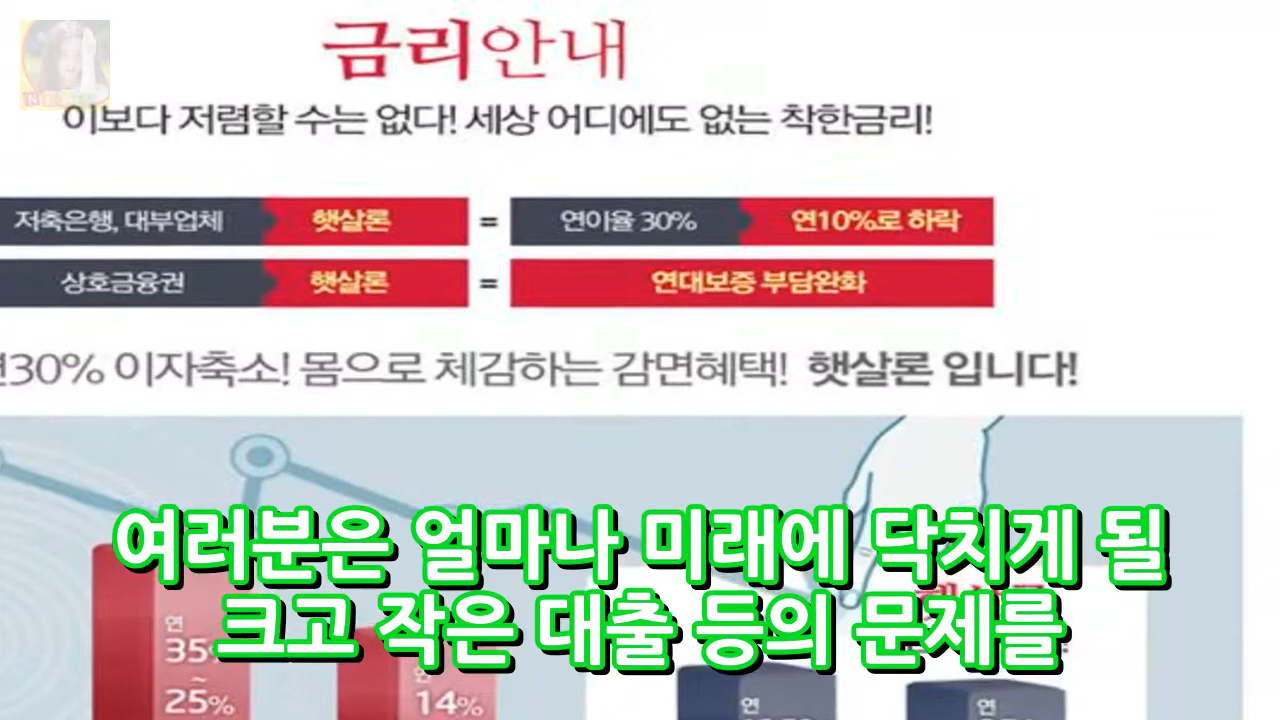 금리안내
이보다 저렴할 수는 없다! 세상 어디에도 없는 착한금리!
저축은행, 대부업체 햇살론 = 연이율 30% 연10%로 하락
상호금융권 햇살론 = 연대보증 부담완화
30% 이자축소! 몸으로 체감하는 감면혜택! 햇살론 입니다!
여러분은 얼마나 미래에 닥치게 될
크고 작은 대출 등의 문제를
연
35%
~
25%
연
14%
연
연